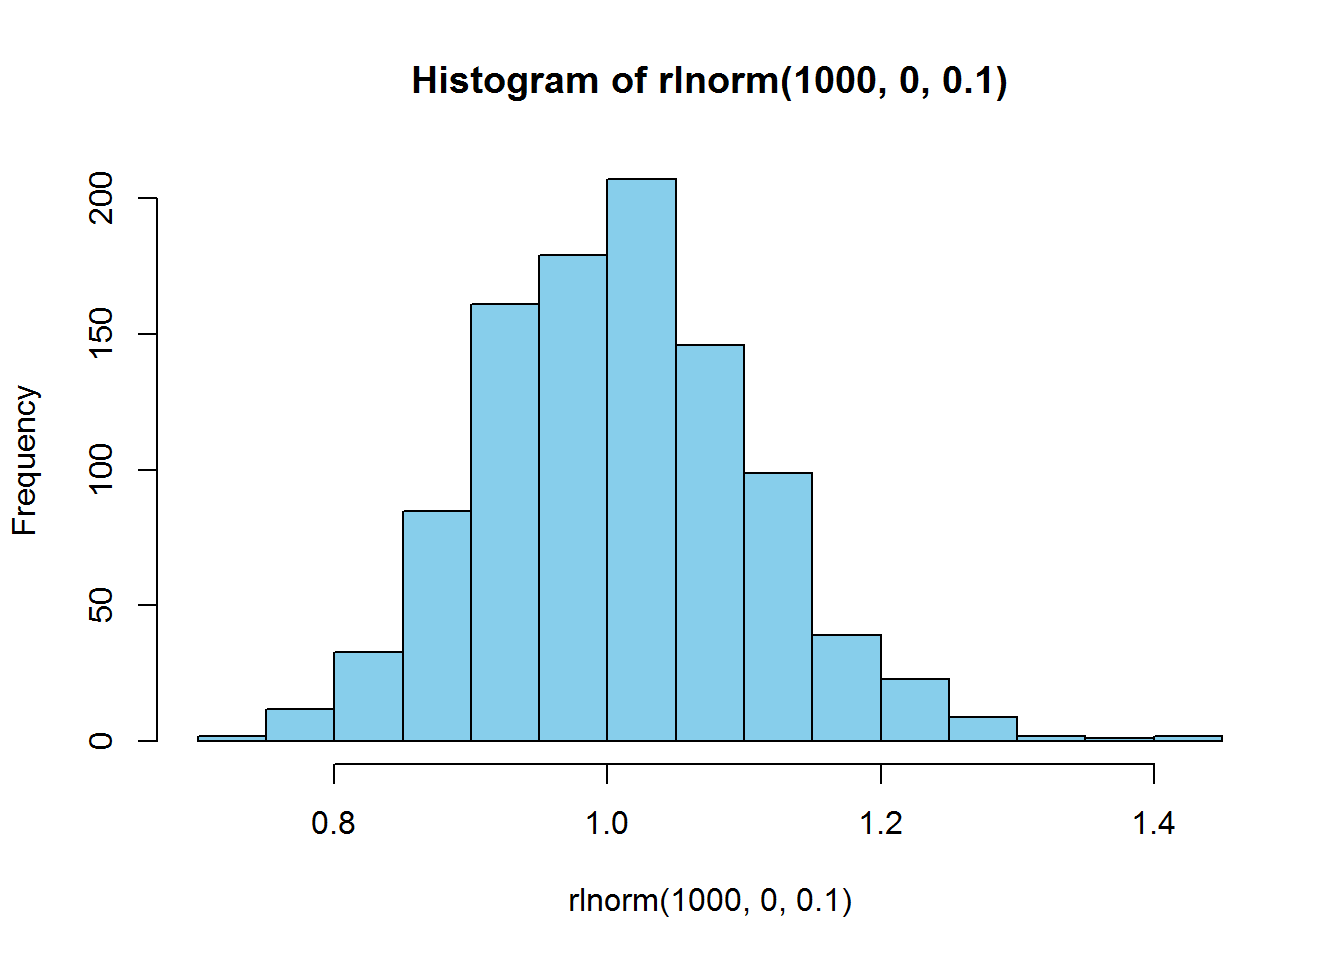 Histogram of rlnorm(1000, 0, 0.1)
Frequency
200
150
100
50
0
0.8 1.0 1.2 1.4
rlnorm(1000, 0, 0.1)